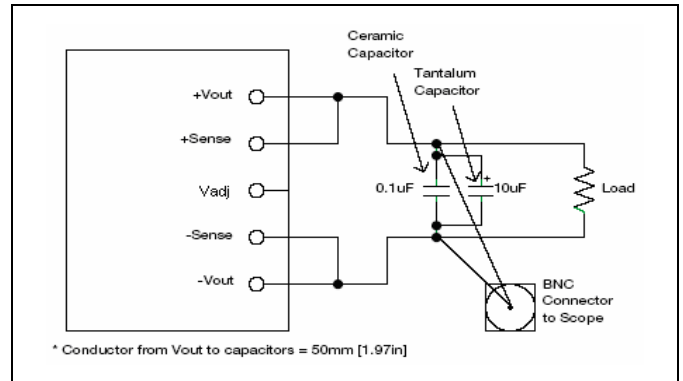 Ceramic
Capacitor
Tantalum
Capacitor
+Vout
+Sense
Vadj
-Sense
-Vout
0.1uF
+
10uF
Load
BNC
Connector
to Scope
* Conductor from Vout to capacitors = 50mm [1.97in]